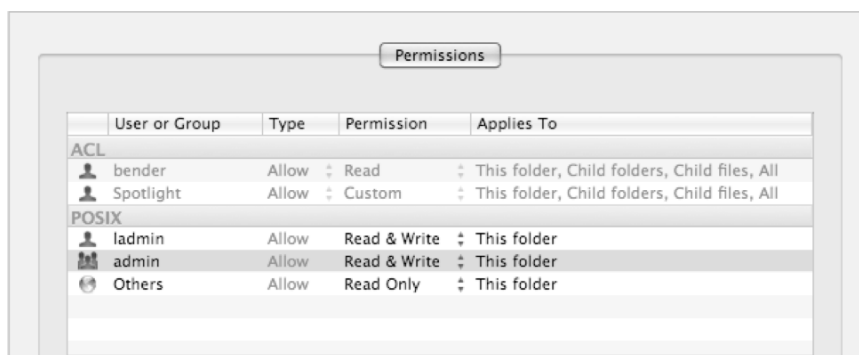 Permissions
User or Group Type Permission Applies To
ACL
bender Allow Read This folder, Child folders, Child files, All
Spotlight Allow Custom This folder, Child folders, Child files, All
POSIX
ladmin Allow Read & Write This folder
admin Allow Read & Write This folder
Others Allow Read Only This folder